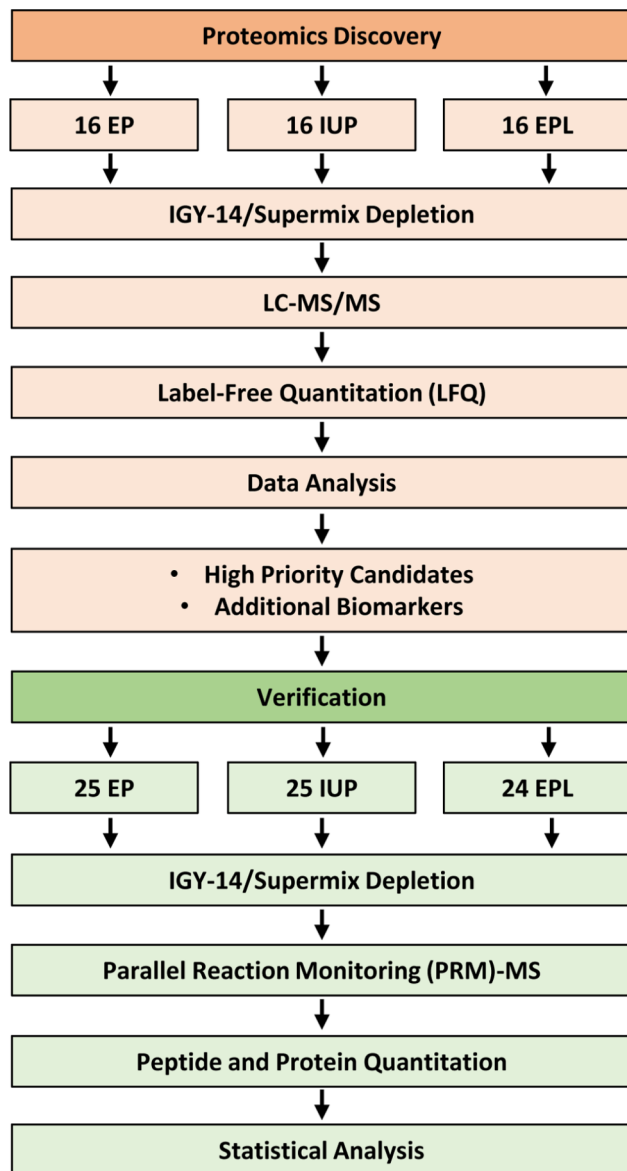 Proteomics Discovery
16 EP 16 IUP 16 EPL
IGY-14/Supermix Depletion
LC-MS/MS
Label-Free Quantitation (LFQ)
Data Analysis
• High Priority Candidates
• Additional Biomarkers
Verification
25 EP 25 IUP 24 EPL
IGY-14/Supermix Depletion
Parallel Reaction Monitoring (PRM)-MS
Peptide and Protein Quantitation
Statistical Analysis